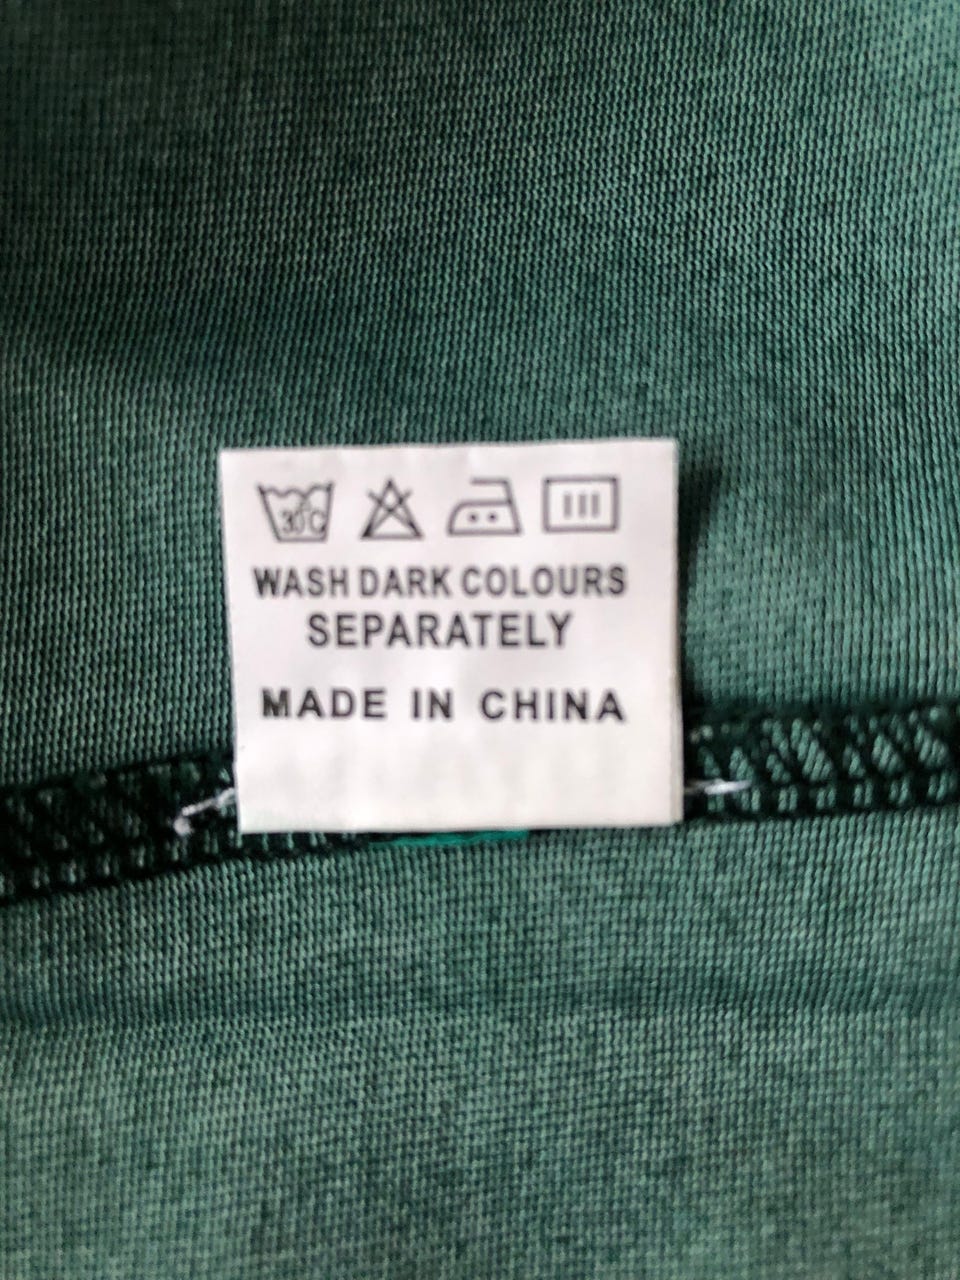 30°C
WASH DARK COLOURS
SEPARATELY
MADE IN CHINA